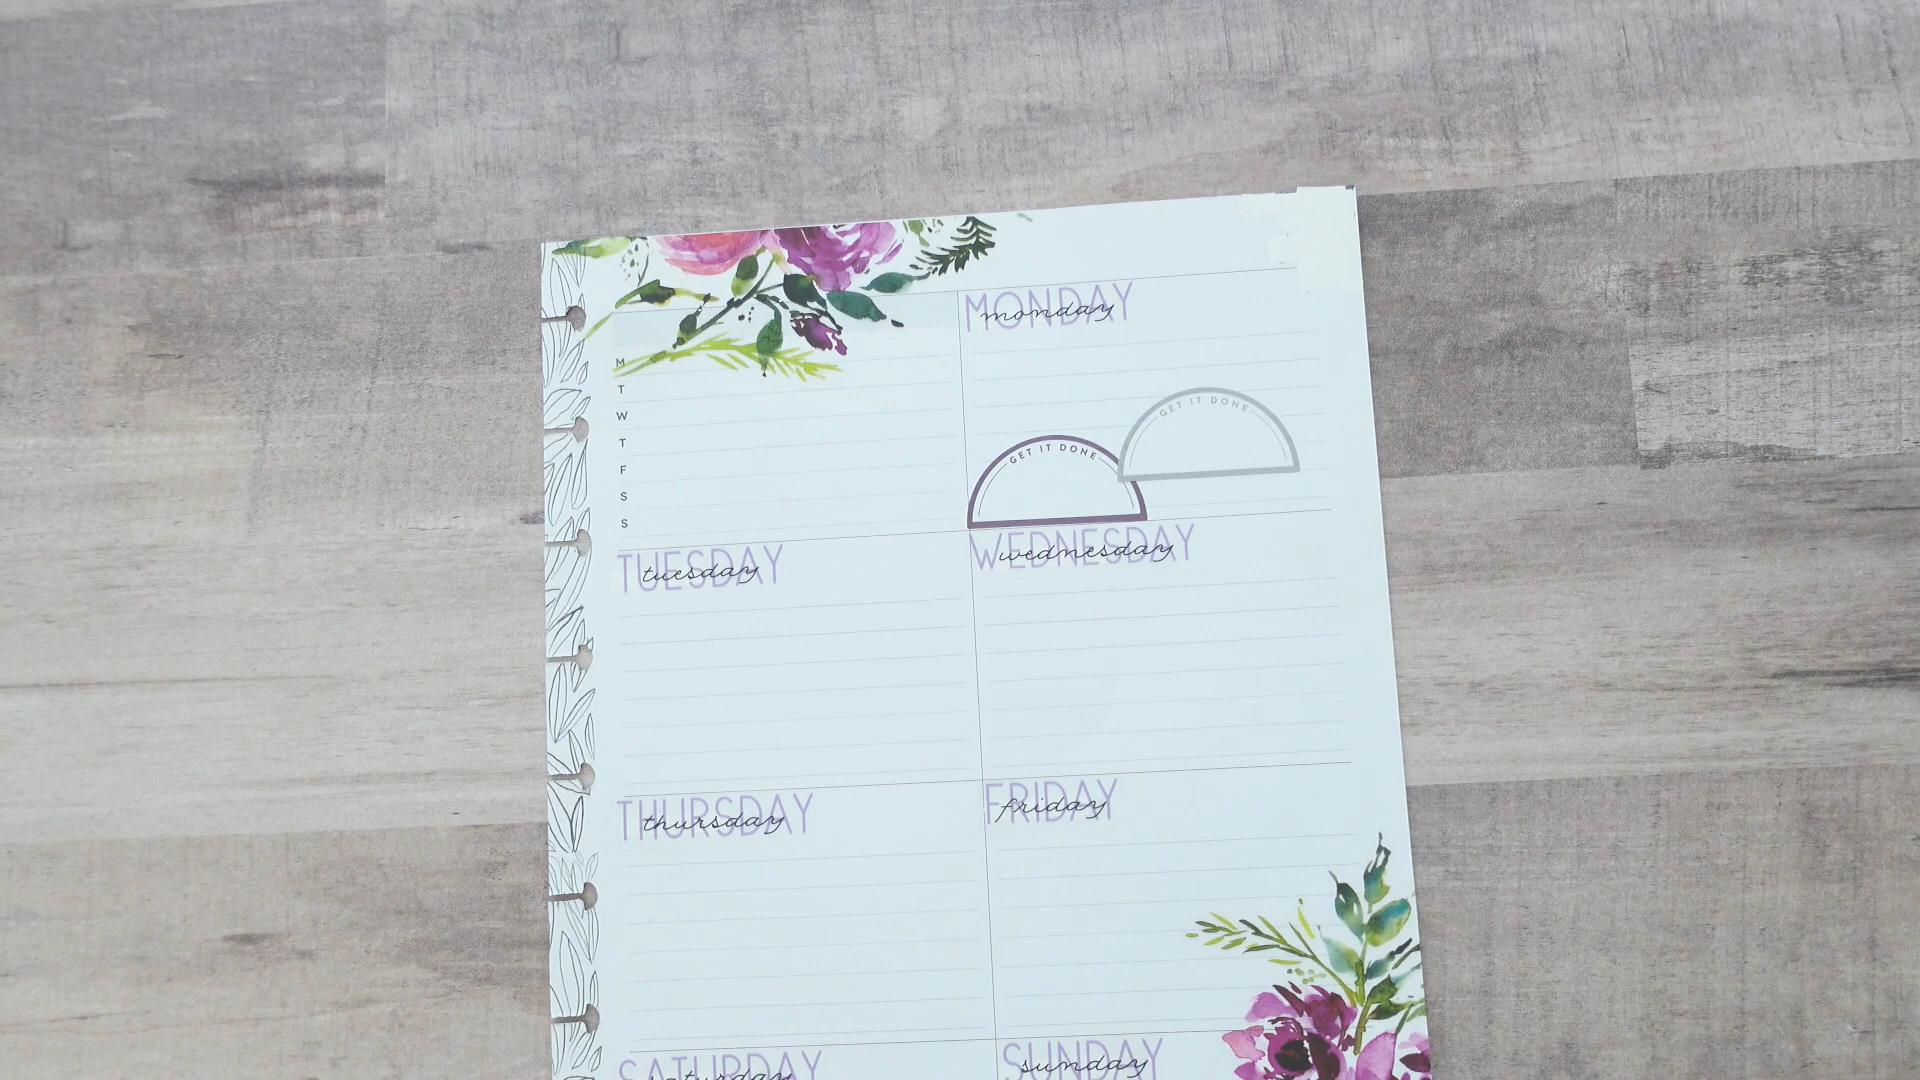 MONDAY
monday
M
T
W
T
F
S
S
GET IT DONE
GET IT DONE
TUESDAY
tuesday
WEDNESDAY
wednesday
THURSDAY
thursday
FRIDAY
friday
SATURDAY
saturday
SUNDAY
sunday